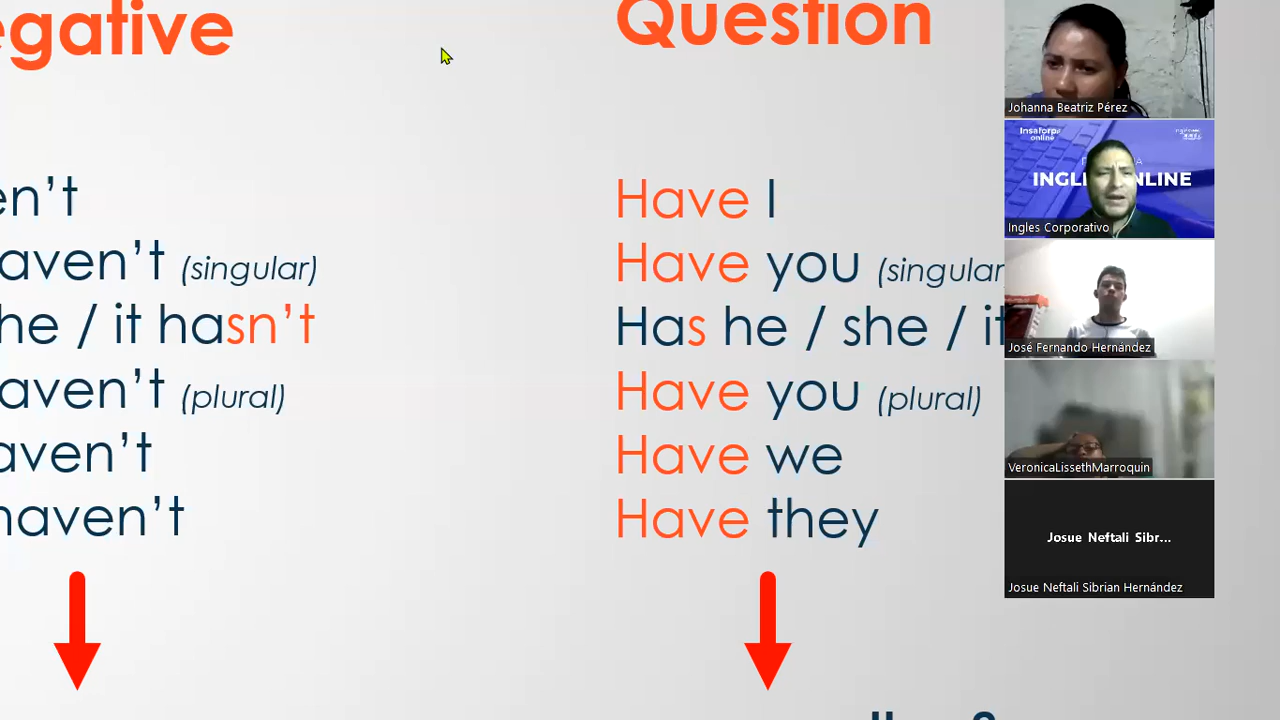 egative
en’t
aven’t (singular)
he / it hasn’t
aven’t (plural)
aven’t
haven’t
Question
Have I
Have you (singular
Has he / she / it
Have you (plural)
Have we
Have they
Johanna Beatriz Pérez
Insaforp
online
Ingles Corporativo
José Fernando Hernández
VeronicaLissethMarroquin
Josue Neftali Sibr...
Josue Neftali Sibrian Hernández